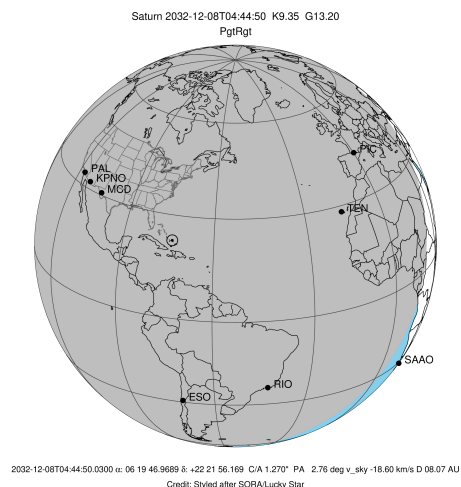 Saturn 2032-12-08T04:44:50 K9.35 G13.20
PgtRgt
PIC
PAL
KPNO
MCD
TEN
SAAO
RIO
ESO
2032-12-08T04:44:50.0300 α: 06 19 46.9689 δ: +22 21 56.169 C/A 1.270" PA 2.76 deg v_sky -18.60 km/s D 08.07 AU
Credit: Styled after SORA/Lucky Star